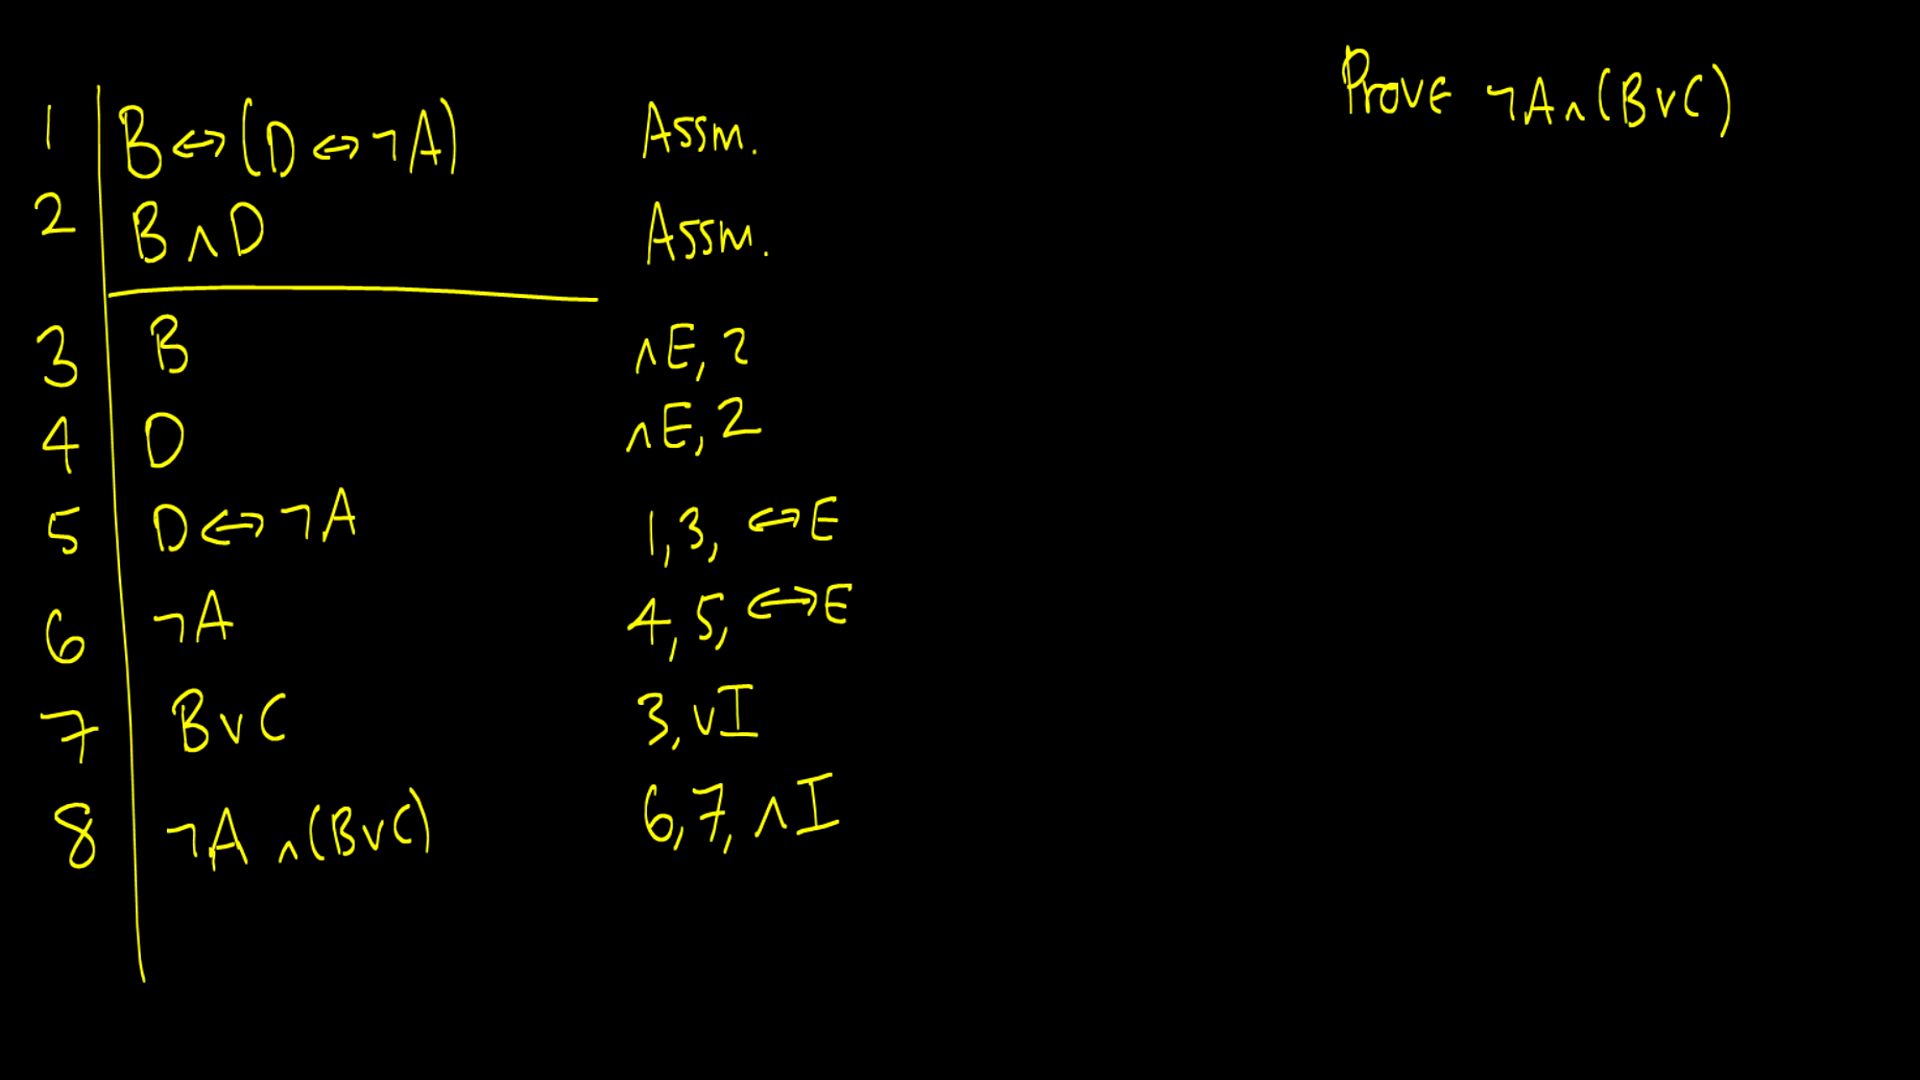 Prove ¬A∧(B∨C)
1 B↔(D↔¬A) Assm.
2 B∧D Assm.
3 B ∧E, 2
4 D ∧E, 2
5 D↔¬A 1,3, ↔E
6 ¬A 4, 5, ↔E
7 B∨C 3, ∨I
8 ¬A∧(B∨C) 6, 7, ∧I